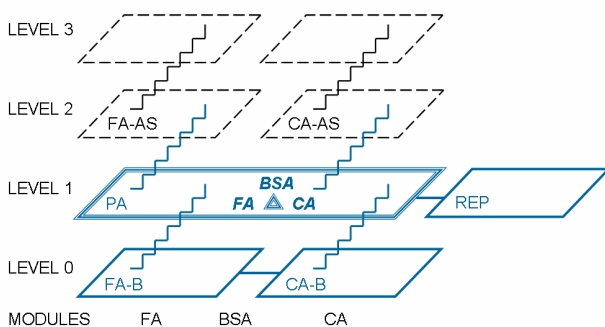 LEVEL 3
LEVEL 2
FA-AS
CA-AS
LEVEL 1
PA
BSA
FA
CA
REP
LEVEL 0
FA-B
CA-B
MODULES FA BSA CA